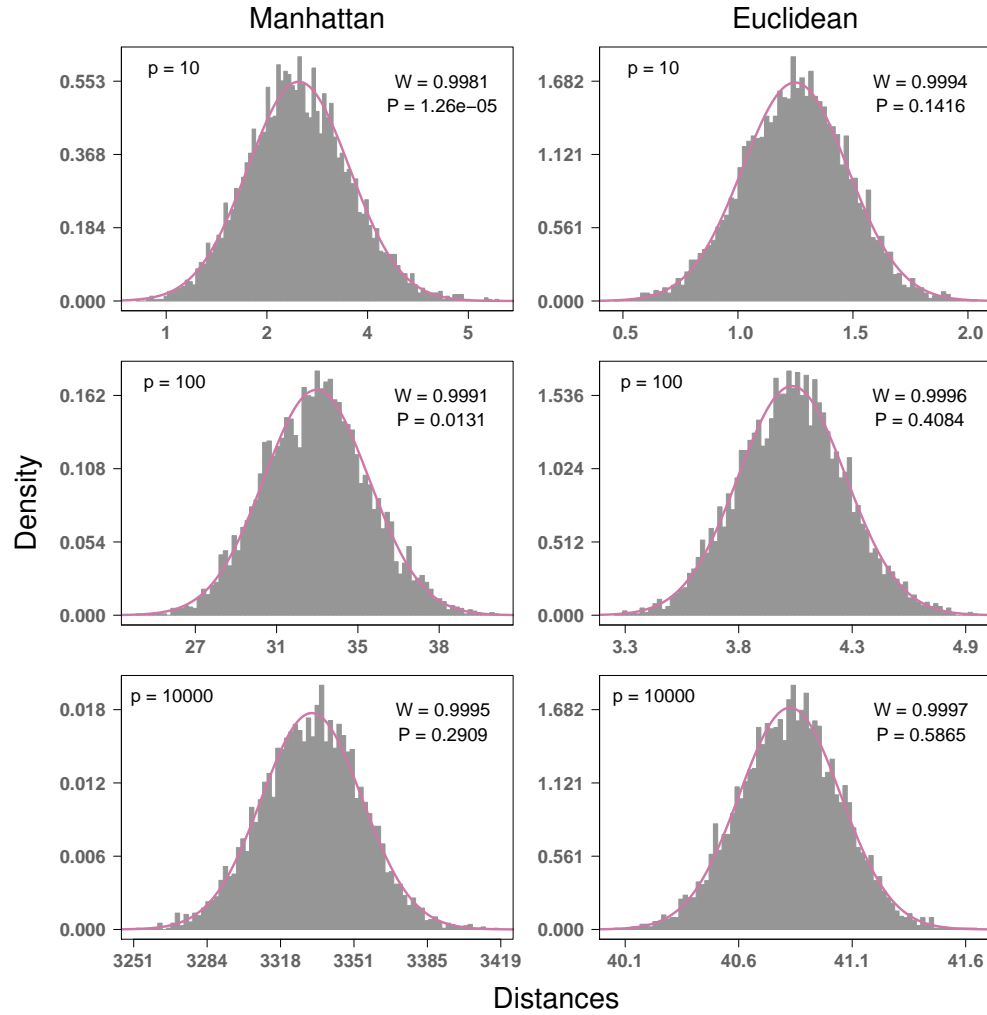 Manhattan
Euclidean
p = 10
W = 0.9981
P = 1.26e−05
0.553
0.368
0.184
0.000
1
2
4
5
p = 10
W = 0.9994
P = 0.1416
1.682
1.121
0.561
0.000
0.5
1.0
1.5
2.0
p = 100
W = 0.9991
P = 0.0131
0.162
0.108
0.054
0.000
27
31
35
38
p = 100
W = 0.9996
P = 0.4084
1.536
1.024
0.512
0.000
3.3
3.8
4.3
4.9
Density
p = 10000
W = 0.9995
P = 0.2909
0.018
0.012
0.006
0.000
3251
3284
3318
3351
3385
3419
p = 10000
W = 0.9997
P = 0.5865
1.682
1.121
0.561
0.000
40.1
40.6
41.1
41.6
Distances